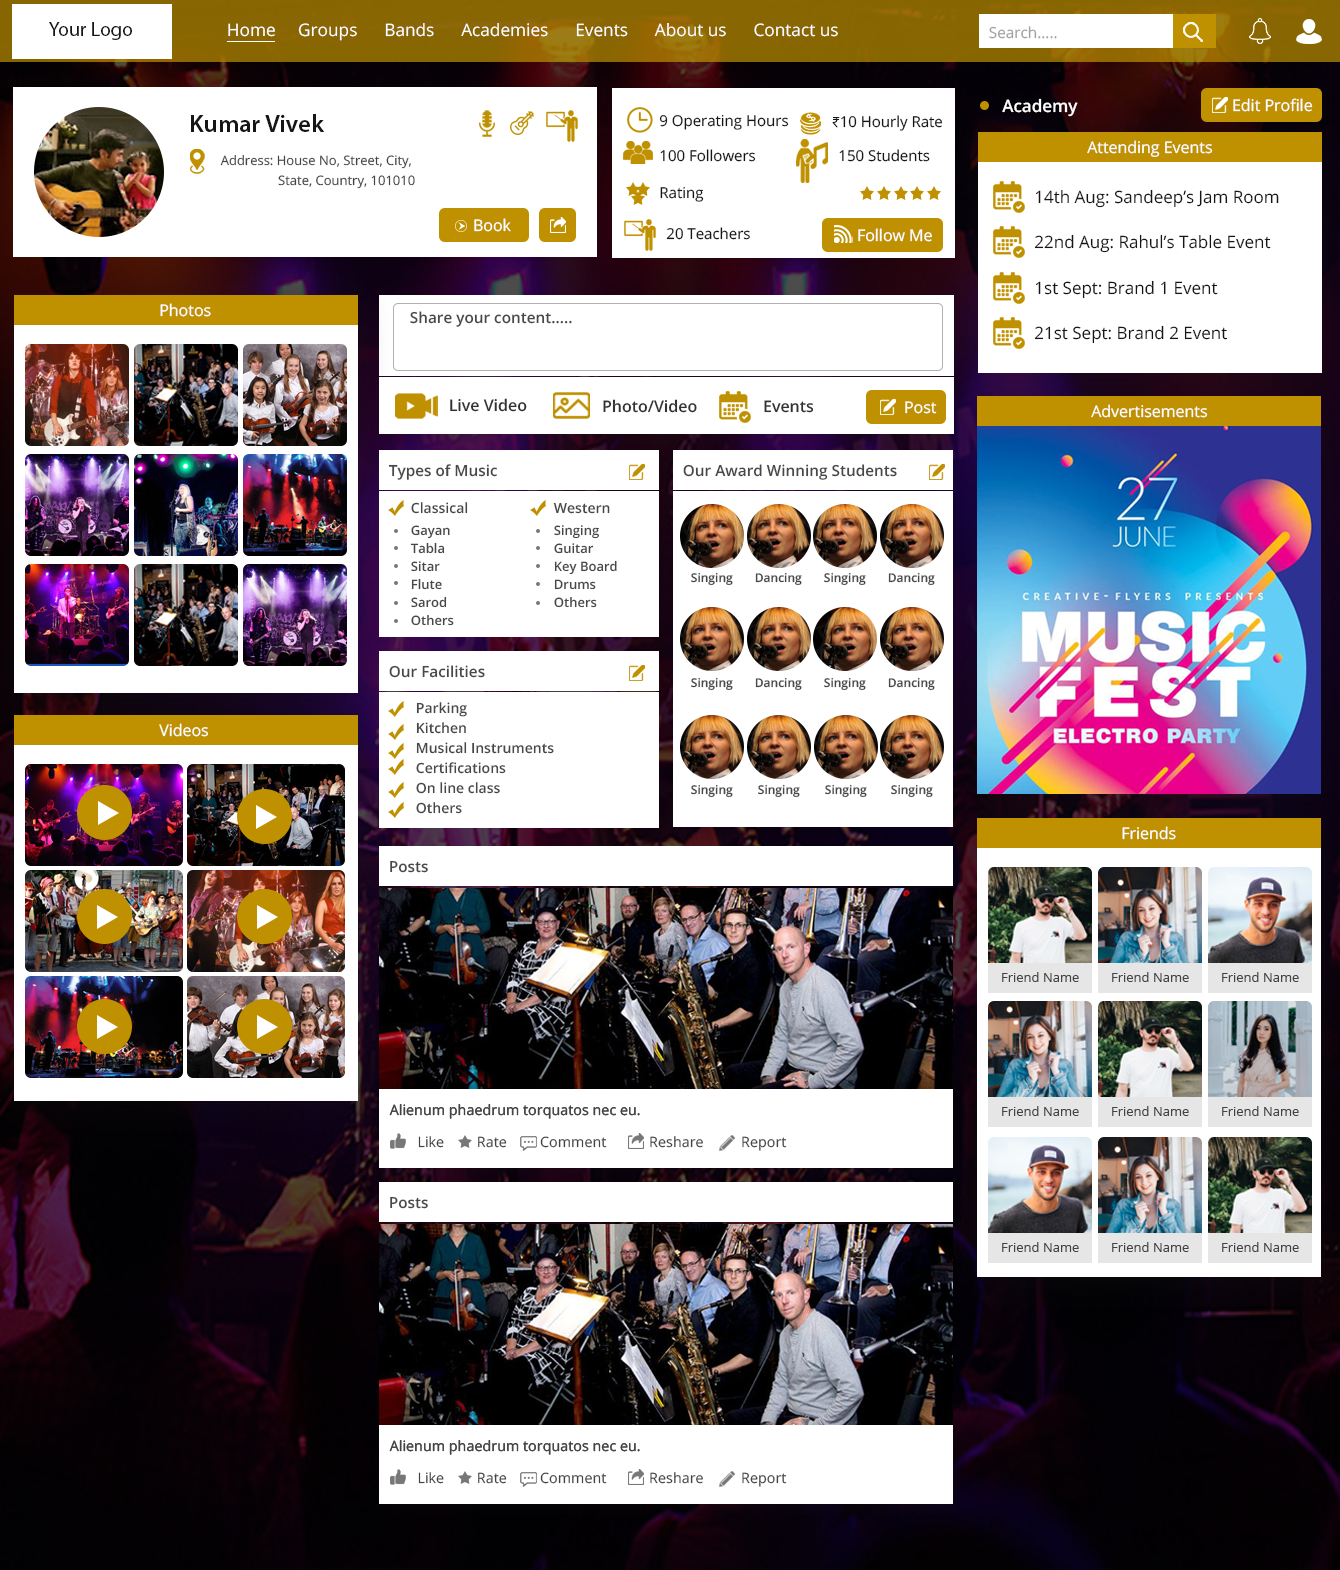 Your Logo
Home Groups Bands Academies Events About us Contact us
Search.....
Kumar Vivek
Address: House No, Street, City,
State, Country, 101010
Book
9 Operating Hours
₹10 Hourly Rate
100 Followers
150 Students
Rating
20 Teachers
Follow Me
Academy
Edit Profile
Attending Events
14th Aug: Sandeep's Jam Room
22nd Aug: Rahul's Table Event
1st Sept: Brand 1 Event
21st Sept: Brand 2 Event
Photos
Videos
Share your content.....
Live Video
Photo/Video
Events
Post
Types of Music
Classical
Gayan
Tabla
Sitar
Flute
Sarod
Others
Western
Singing
Guitar
Key Board
Drums
Others
Our Facilities
Parking
Kitchen
Musical Instruments
Certifications
On line class
Others
Our Award Winning Students
Singing Dancing Singing Dancing
Singing Dancing Singing Dancing
Singing Singing Singing Singing
Posts
Alienum phaedrum torquatos nec eu.
Like Rate Comment Reshare Report
Posts
Alienum phaedrum torquatos nec eu.
Like Rate Comment Reshare Report
Advertisements
27
JUNE
CREATIVE-FLYERS PRESENTS
MUSIC
FEST
ELECTRO PARTY
Friends
Friend Name Friend Name Friend Name
Friend Name Friend Name Friend Name
Friend Name Friend Name Friend Name